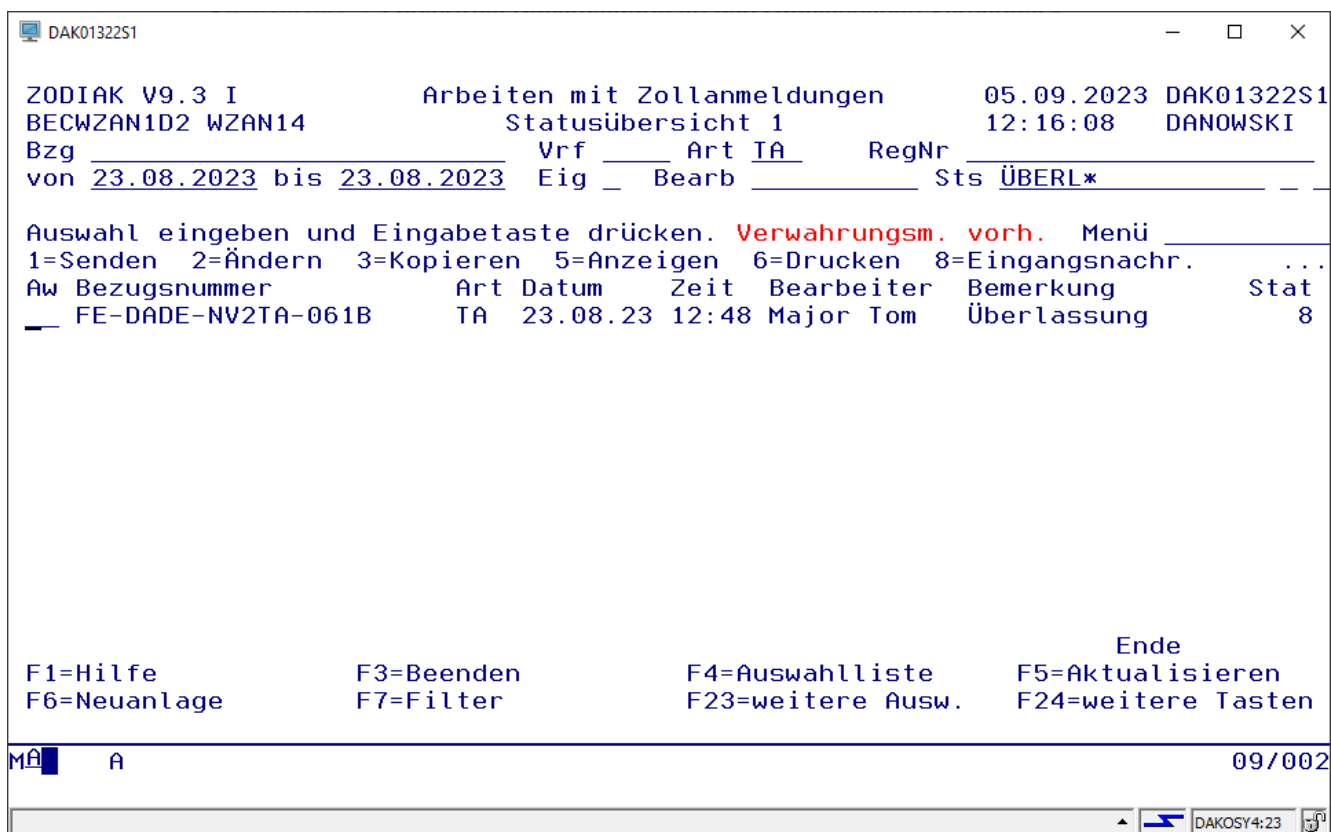 DAK01322S1
ZODIAK V9.3 I Arbeiten mit Zollanmeldungen 05.09.2023 DAK01322S1
BECWZAN1D2 WZAN14 Statusübersicht 1 12:16:08 DANOWSKI
Bzg Vrf Art TA RegNr
von 23.08.2023 bis 23.08.2023 Eig Bearb Sts ÜBERL*
Auswahl eingeben und Eingabetaste drücken. Verwahrungsm. vorh. Menü
1=Senden 2=Ändern 3=Kopieren 5=Anzeigen 6=Drucken 8=Eingangsnachr. ...
Aw Bezugsnummer Art Datum Zeit Bearbeiter Bemerkung Stat
FE-DADE-NV2TA-061B TA 23.08.23 12:48 Major Tom Überlassung 8
Ende
F1=Hilfe F3=Beenden F4=Auswahlliste F5=Aktualisieren
F6=Neuanlage F7=Filter F23=weitere Ausw. F24=weitere Tasten
MA A 09/002
DAKOSY4:23